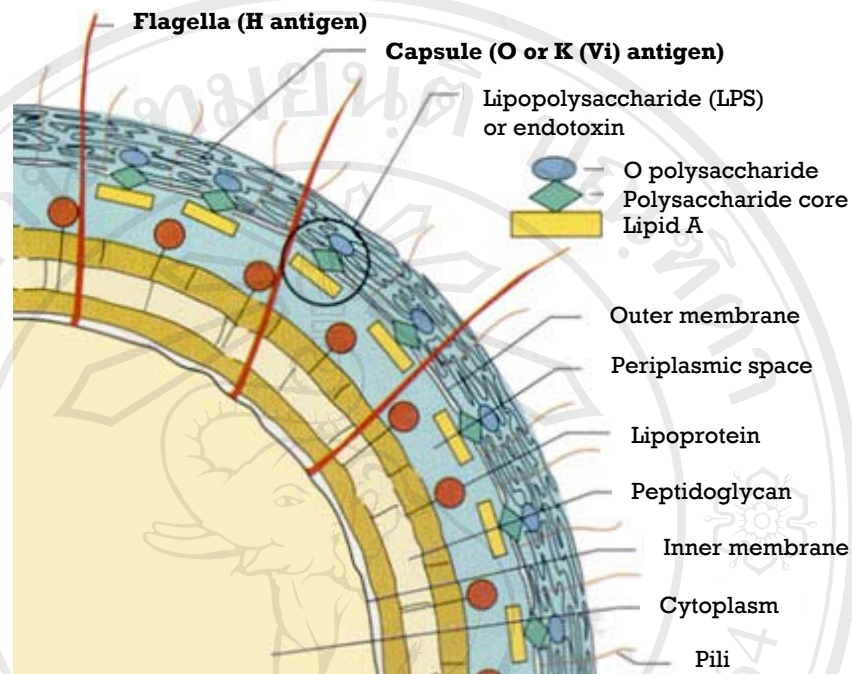 Flagella (H antigen)
Capsule (O or K (Vi) antigen)
Lipopolysaccharide (LPS)
or endotoxin
O polysaccharide
Polysaccharide core
Lipid A
Outer membrane
Periplasmic space
Lipoprotein
Peptidoglycan
Inner membrane
Cytoplasm
Pili